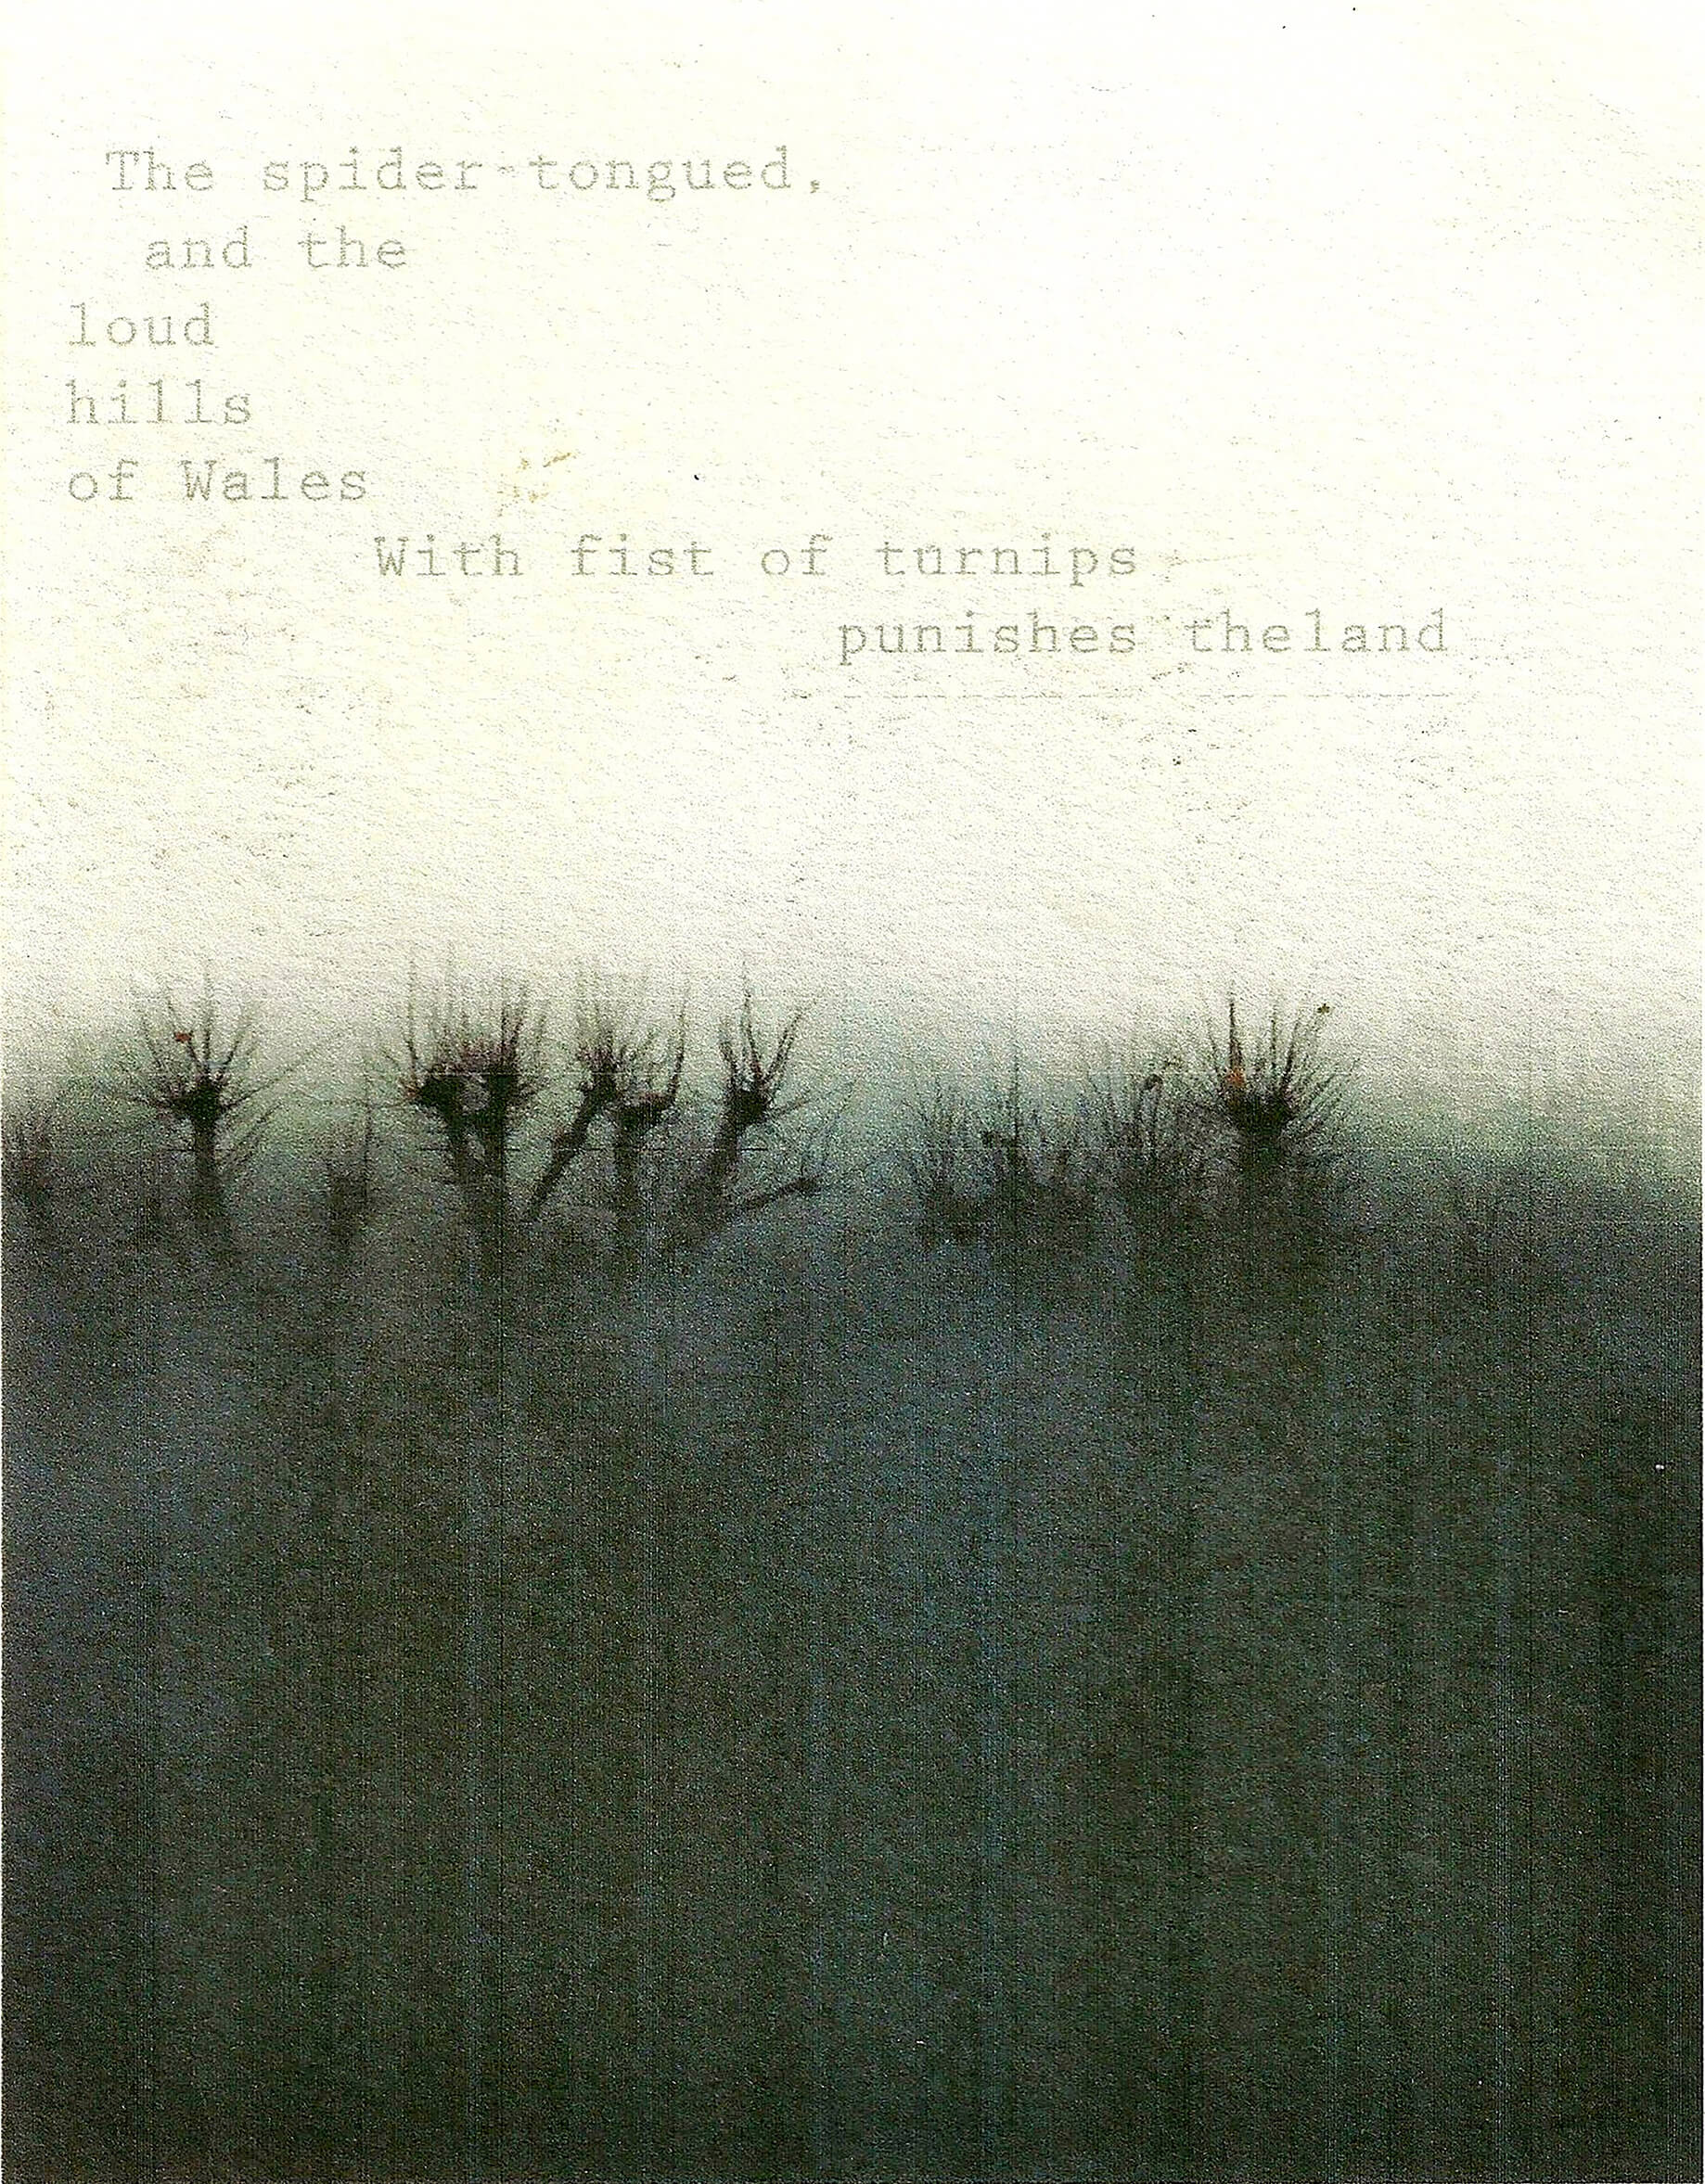 The spider-tongued,
and the
loud
hills
of Wales
With fist of turnips
punishes theland